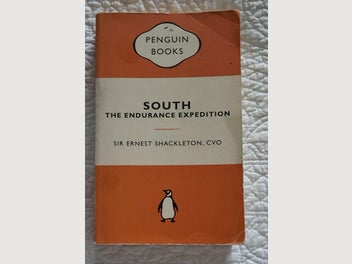 PENGUIN
BOOKS
SOUTH
THE ENDURANCE EXPEDITION
SIR ERNEST SHACKLETON, CVO